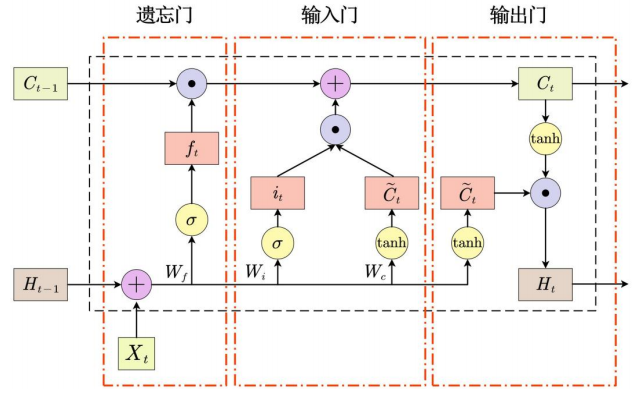 遗忘门 输入门 输出门
C_{t-1} • + C_t
tanh
•
f_t
i_t C̃_t C̃_t •
σ
σ tanh tanh
W_f W_i W_c
H_{t-1} + H_t
X_t